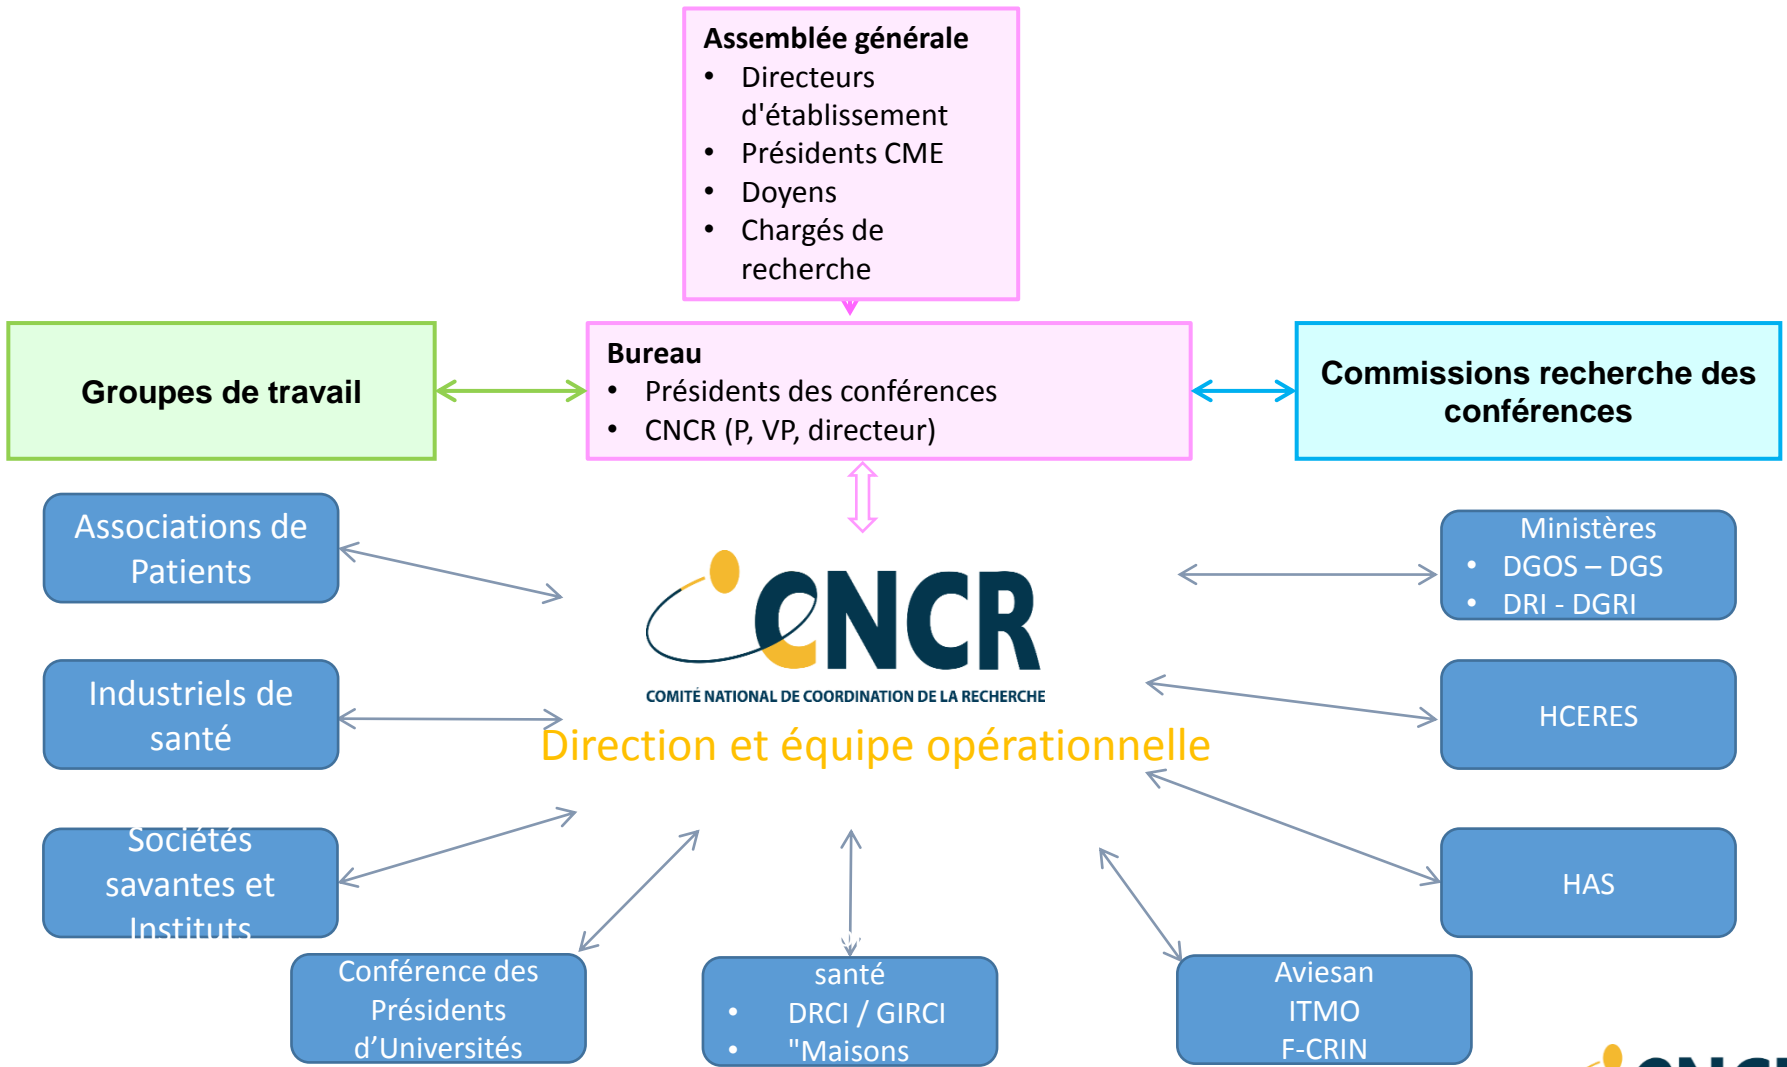 Assemblée générale
• Directeurs
d'établissement
• Présidents CME
• Doyens
• Chargés de
recherche
Groupes de travail
Bureau
• Présidents des conférences
• CNCR (P, VP, directeur)
Commissions recherche des
conférences
Associations de
Patients
Industriels de
santé
Sociétés
savantes et
Instituts
CNCR
COMITÉ NATIONAL DE COORDINATION DE LA RECHERCHE
Direction et équipe opérationnelle
Ministères
• DGOS – DGS
• DRI - DGRI
HCERES
HAS
Conférence des
Présidents
d’Universités
santé
• DRCI / GIRCI
• "Maisons
Aviesan
ITMO
F-CRIN